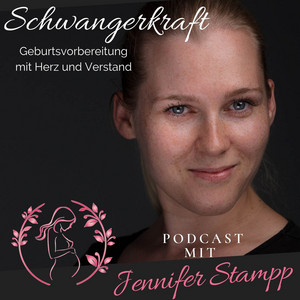 Schwangerkraft
Geburtsvorbereitung
mit Herz und Verstand
PODCAST
MIT
Jennifer Stampp